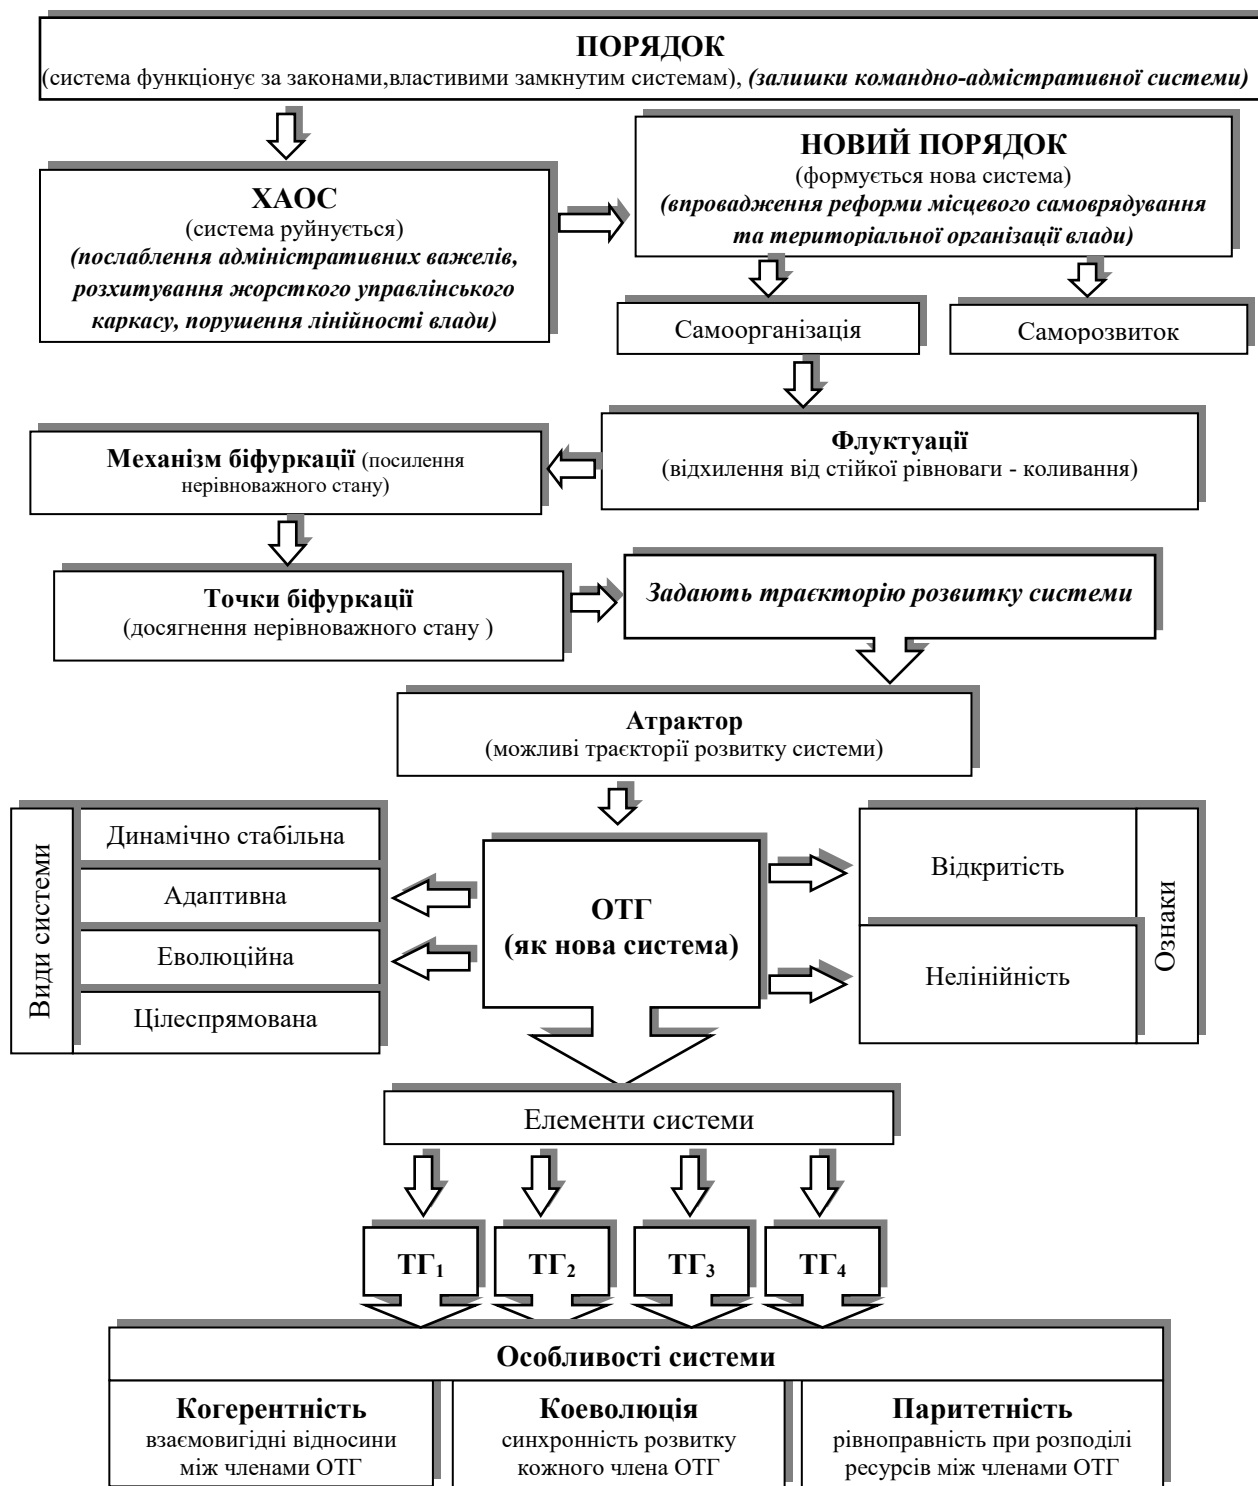 ПОРЯДОК
(система функціонує за законами,властивими замкнутим системам), (залишки командно-адмістративної системи)
ХАОС
(система руйнується)
(послаблення адміністративних важелів,
розхитування жорсткого управлінського
каркасу, порушення лінійності влади)
НОВИЙ ПОРЯДОК
(формується нова система)
(впровадження реформи місцевого самоврядування
та територіальної організації влади)
Самоорганізація
Саморозвиток
Флуктуації
(відхилення від стійкої рівноваги - коливання)
Механізм біфуркації (посилення
нерівноважного стану)
Точки біфуркації
(досягнення нерівноважного стану )
Задають траєкторію розвитку системи
Атрактор
(можливі траєкторії розвитку системи)
Види системи
Динамічно стабільна
Адаптивна
Еволюційна
Цілеспрямована
ОТГ
(як нова система)
Відкритість
Нелінійність
Ознаки
Елементи системи
ТГ₁
ТГ₂
ТГ₃
ТГ₄
Особливості системи
Когерентність
взаємовигідні відносини
між членами ОТГ
Коеволюція
синхронність розвитку
кожного члена ОТГ
Паритетність
рівноправність при розподілі
ресурсів між членами ОТГ